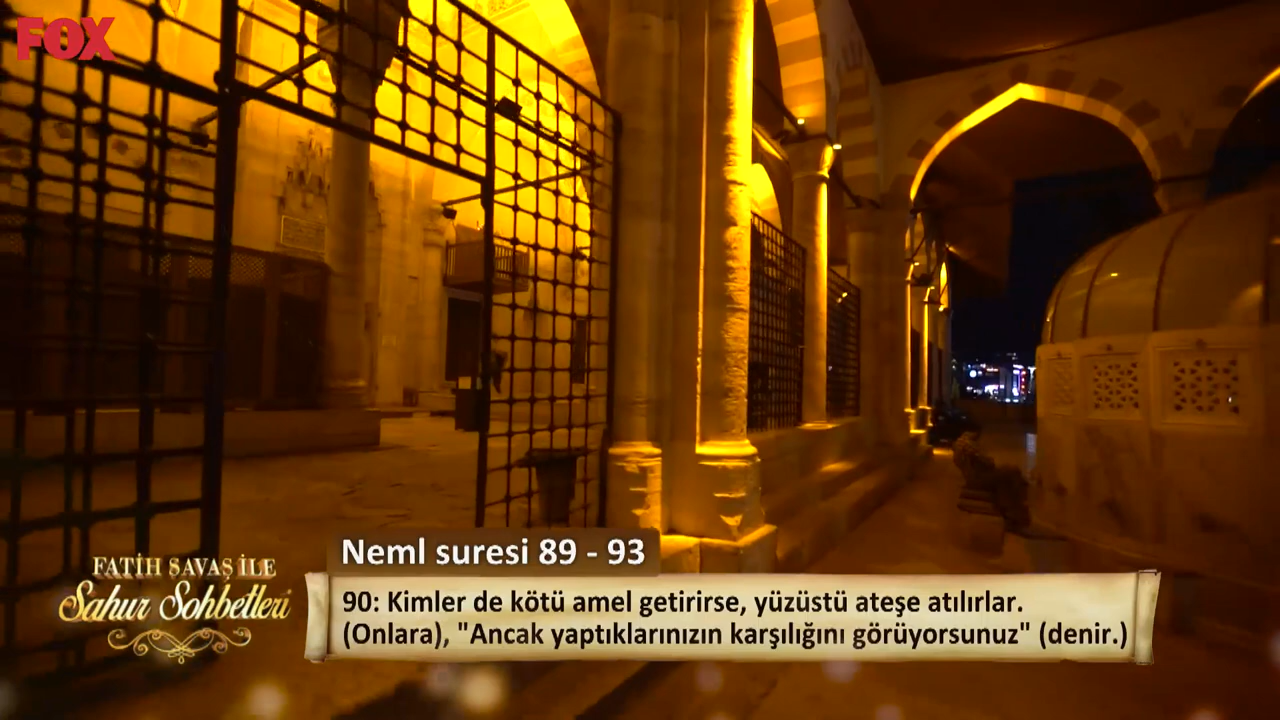 FOX
Neml suresi 89 - 93
FATİH SAVAŞ İLE
Sahur Sohbetleri
90: Kimler de kötü amel getirirse, yüzüstü ateşe atılırlar.
(Onlara), "Ancak yaptıklarınızın karşılığını görüyorsunuz" (denir.)